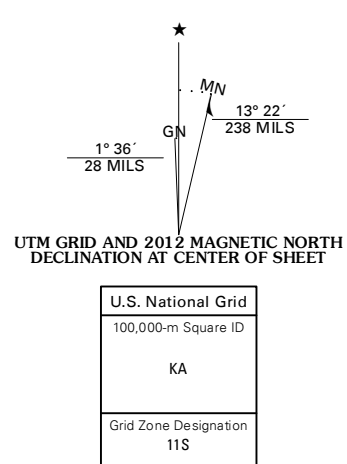 ★
MN
GN
13° 22´
238 MILS
1° 36´
28 MILS
UTM GRID AND 2012 MAGNETIC NORTH
DECLINATION AT CENTER OF SHEET
U.S. National Grid
100,000-m Square ID
KA
Grid Zone Designation
11S